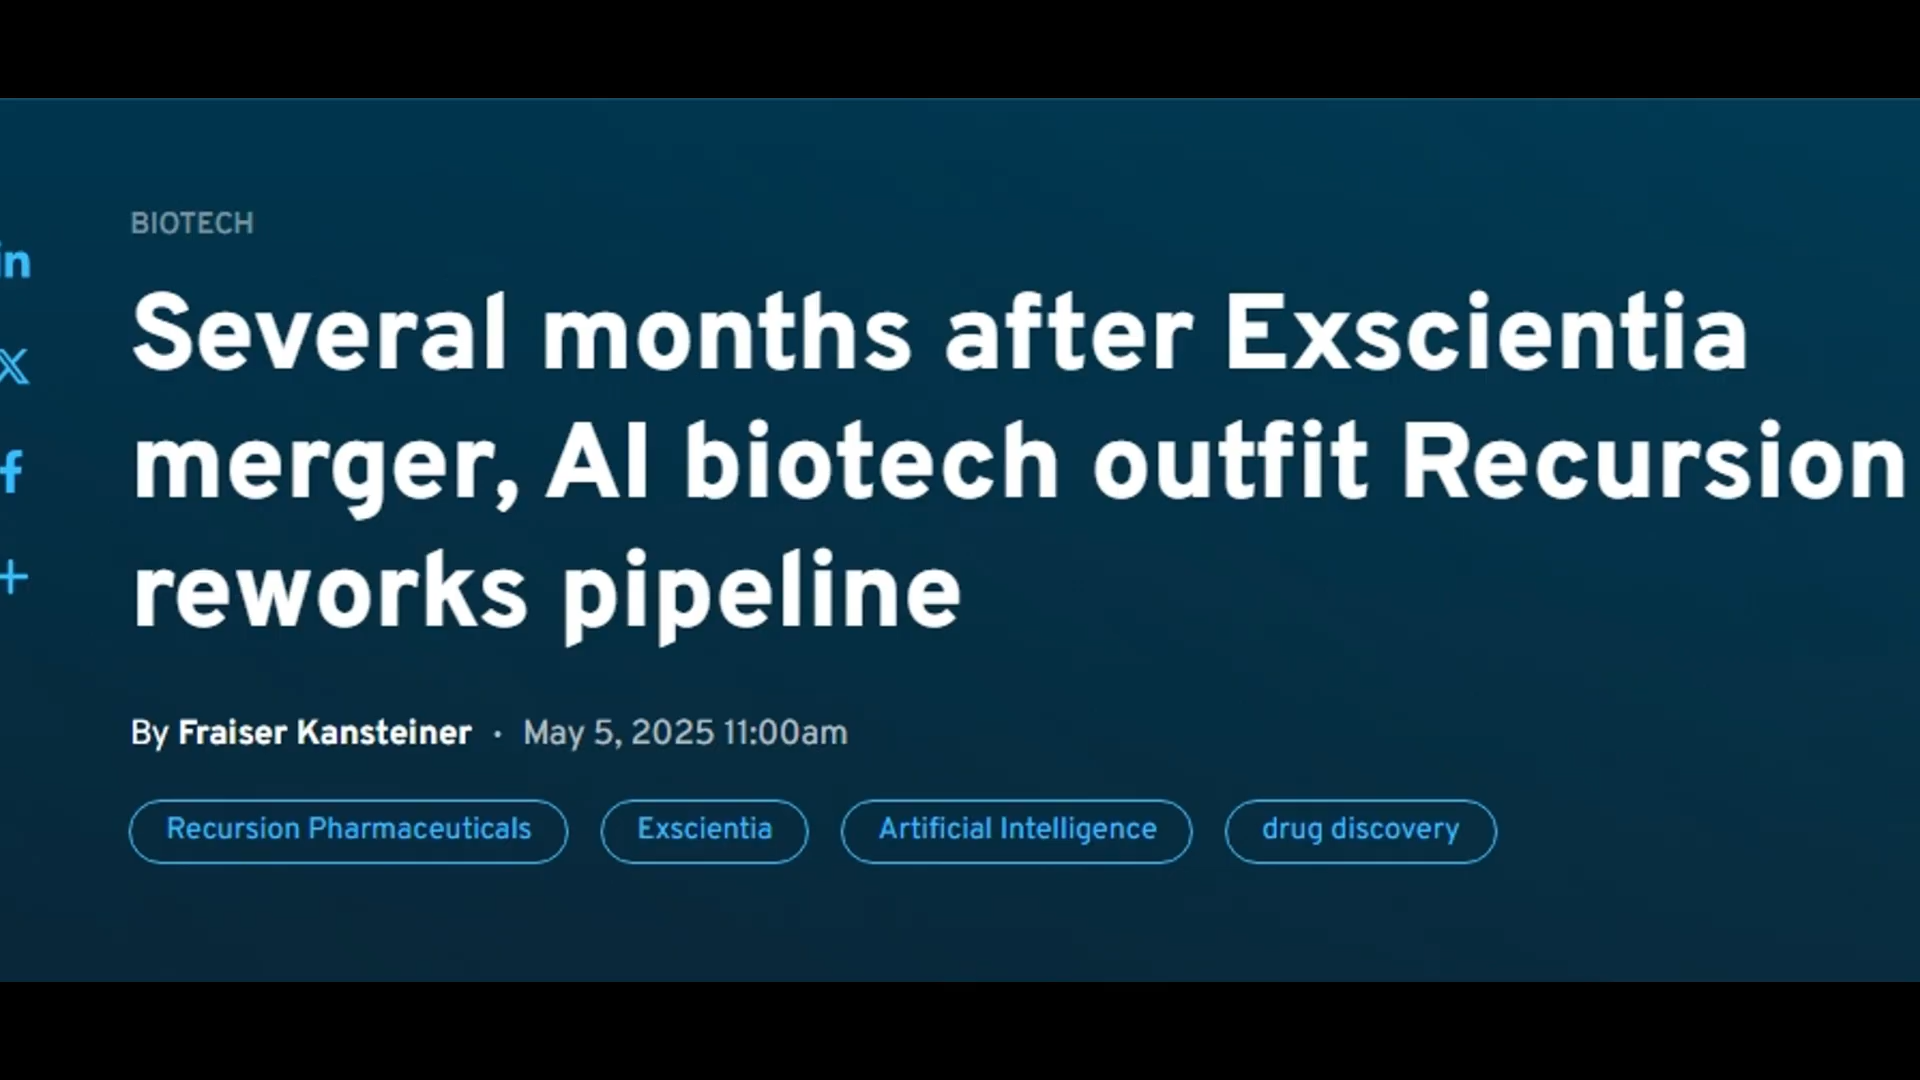 BIOTECH
in
X
f
+
Several months after Exscientia
merger, AI biotech outfit Recursion
reworks pipeline
By Fraiser Kansteiner · May 5, 2025 11:00am
Recursion Pharmaceuticals Exscientia Artificial Intelligence drug discovery